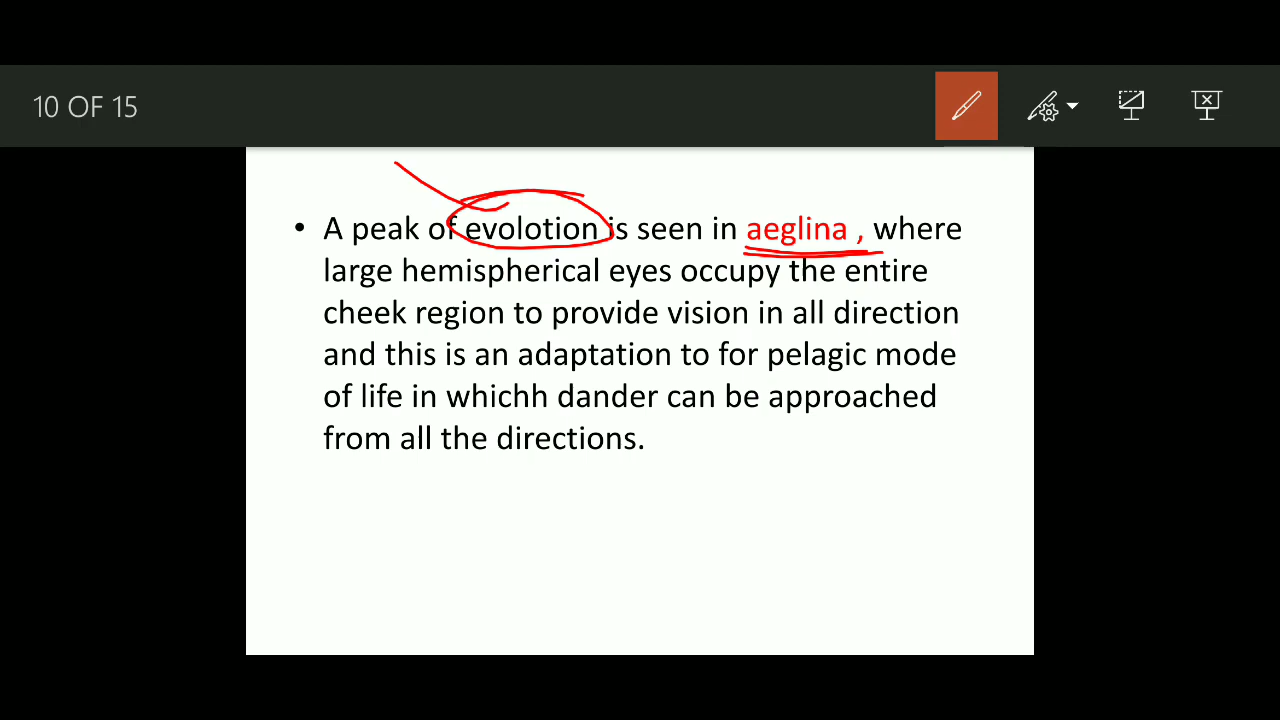 10 OF 15
• A peak of evolotion is seen in aeglina , where
large hemispherical eyes occupy the entire
cheek region to provide vision in all direction
and this is an adaptation to for pelagic mode
of life in whichh dander can be approached
from all the directions.